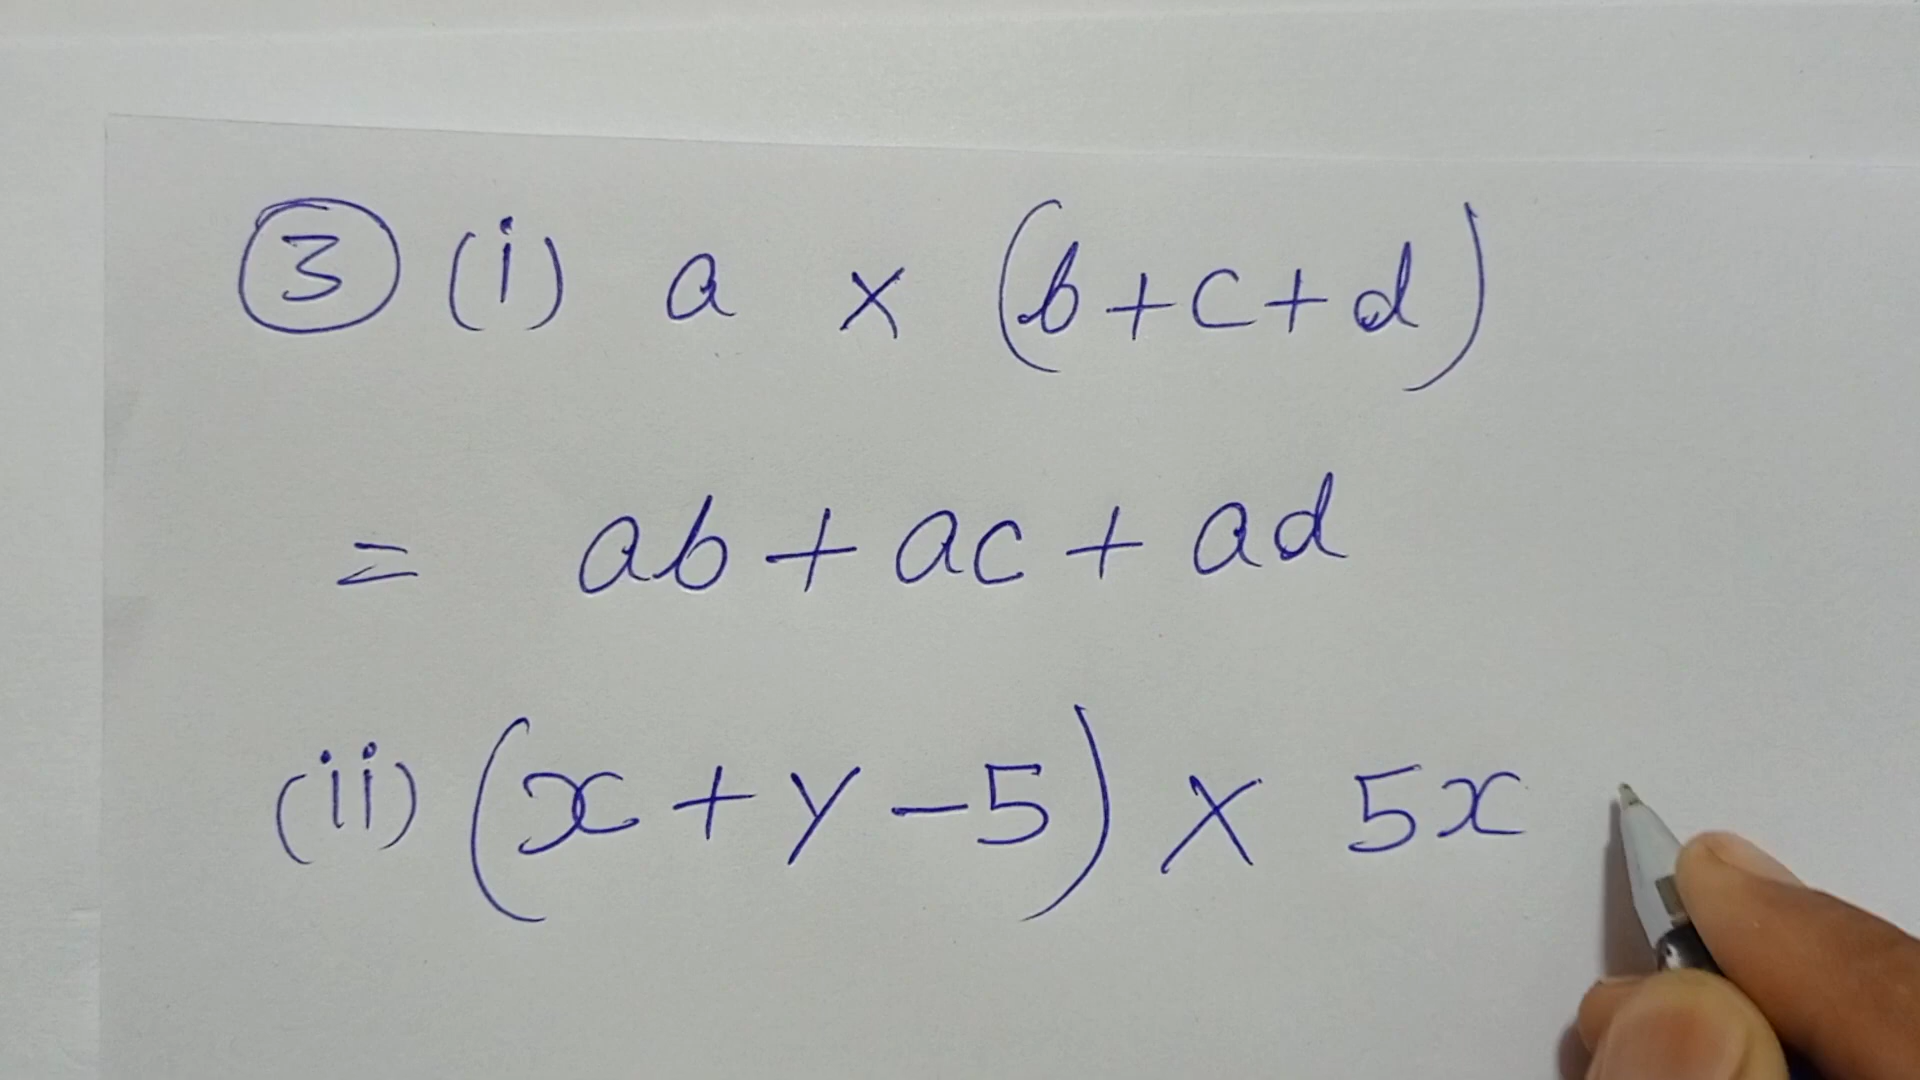 ③ (i) a × (b+c+d)
= ab + ac + ad
(ii) (x + y - 5) × 5x